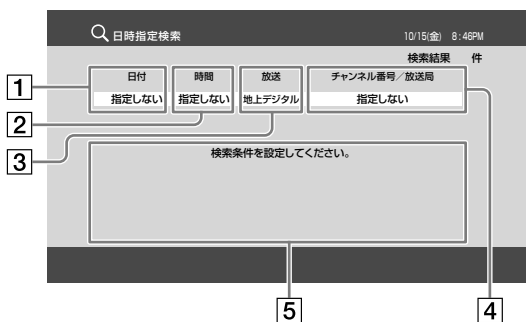 日時指定検索 10/15(金) 8:46PM
検索結果 件
日付 時間 放送 チャンネル番号／放送局
指定しない 指定しない 地上デジタル 指定しない
1
2
3
検索条件を設定してください。
5 4